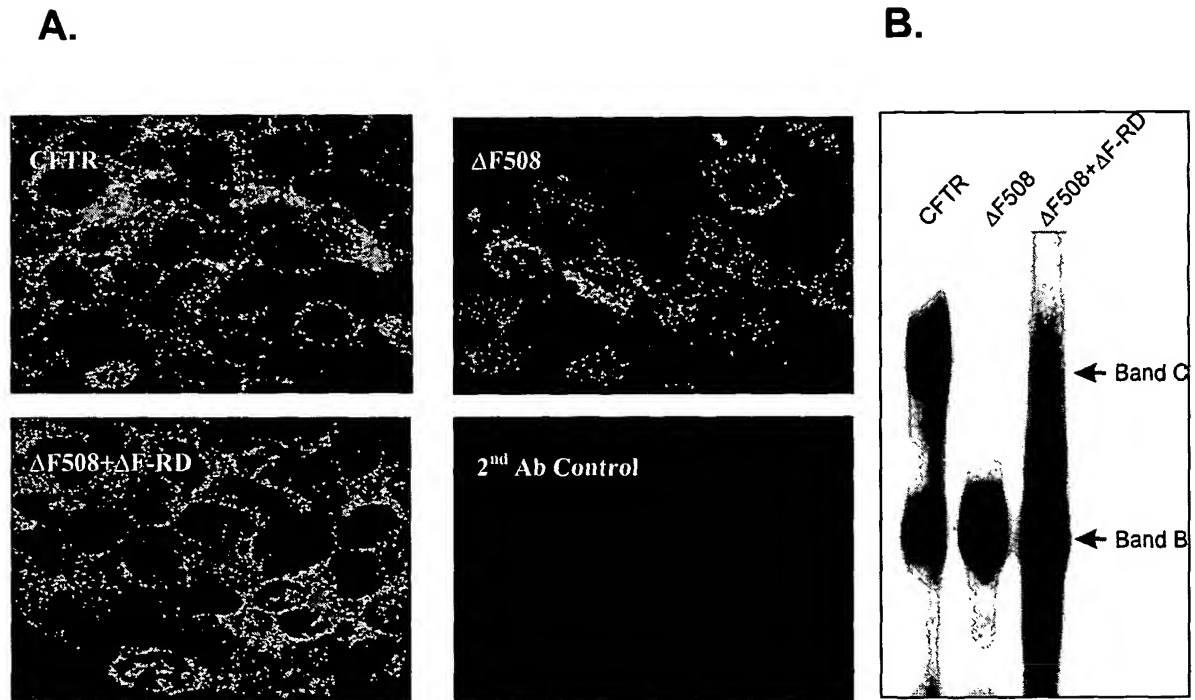 A.
B.
CFTR
ΔF508
ΔF508+ΔF-RD
2nd Ab Control
CFTR
ΔF508
ΔF508+ΔF-RD
Band C
Band B